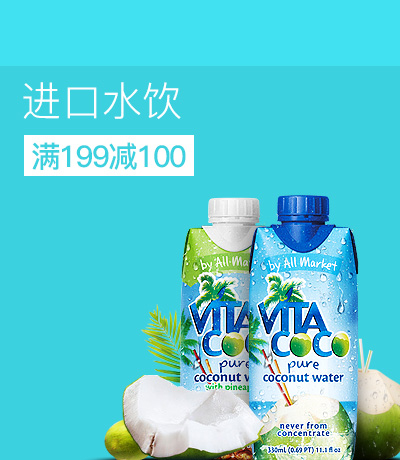 进口水饮
满199减100
by All Ma
VITA
COCO
pure
coconut w
with pineap
by All Market
VITA
COCO
pure
coconut water
never from
concentrate
330mL (0.69 PT) 11.1 fl oz